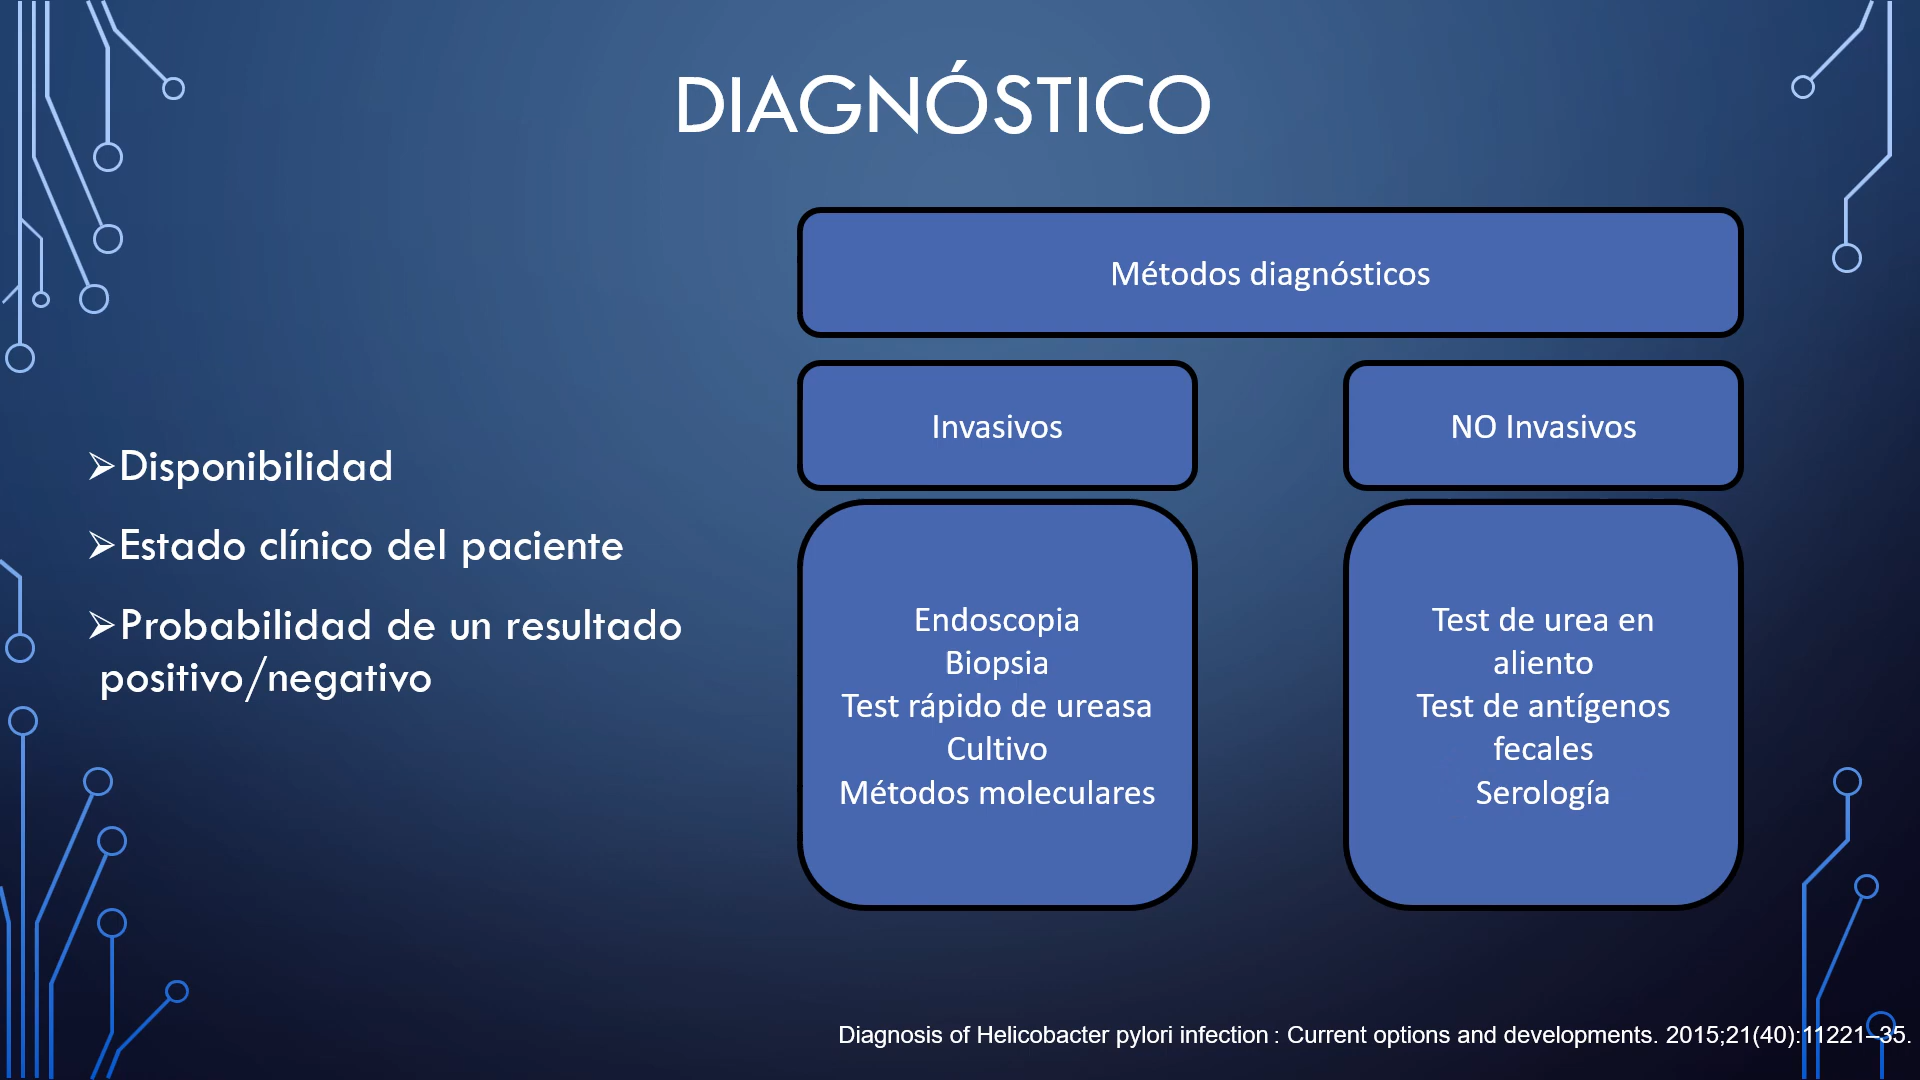 DIAGNÓSTICO
➢Disponibilidad
➢Estado clínico del paciente
➢Probabilidad de un resultado
positivo/negativo
Métodos diagnósticos
Invasivos
Endoscopia
Biopsia
Test rápido de ureasa
Cultivo
Métodos moleculares
NO Invasivos
Test de urea en
aliento
Test de antígenos
fecales
Serología
Diagnosis of Helicobacter pylori infection : Current options and developments. 2015;21(40):11221–35.